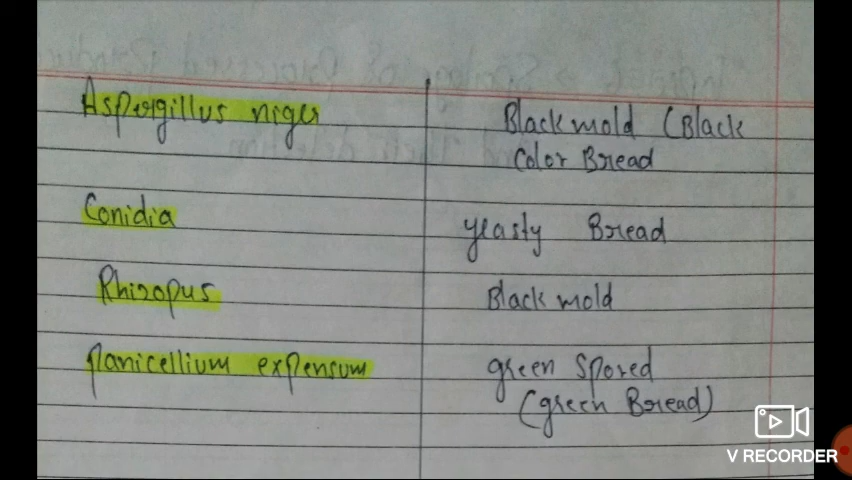 Aspergillus niger Black mold (Black
Color Bread
Conidia yeasty Bread
Rhizopus Black mold
Panicellium expensum green Spored
(green Bread)
V RECORDER